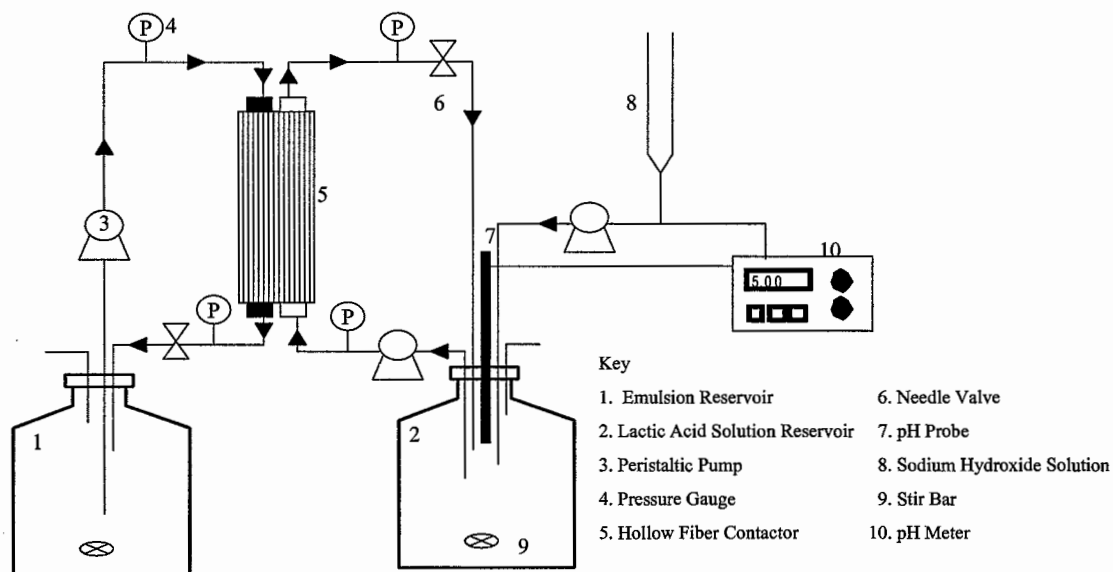 P 4
P
6
8
3
5
7
10
5.00
P
P
1
2
9
Key
1. Emulsion Reservoir
2. Lactic Acid Solution Reservoir
3. Peristaltic Pump
4. Pressure Gauge
5. Hollow Fiber Contactor
6. Needle Valve
7. pH Probe
8. Sodium Hydroxide Solution
9. Stir Bar
10. pH Meter